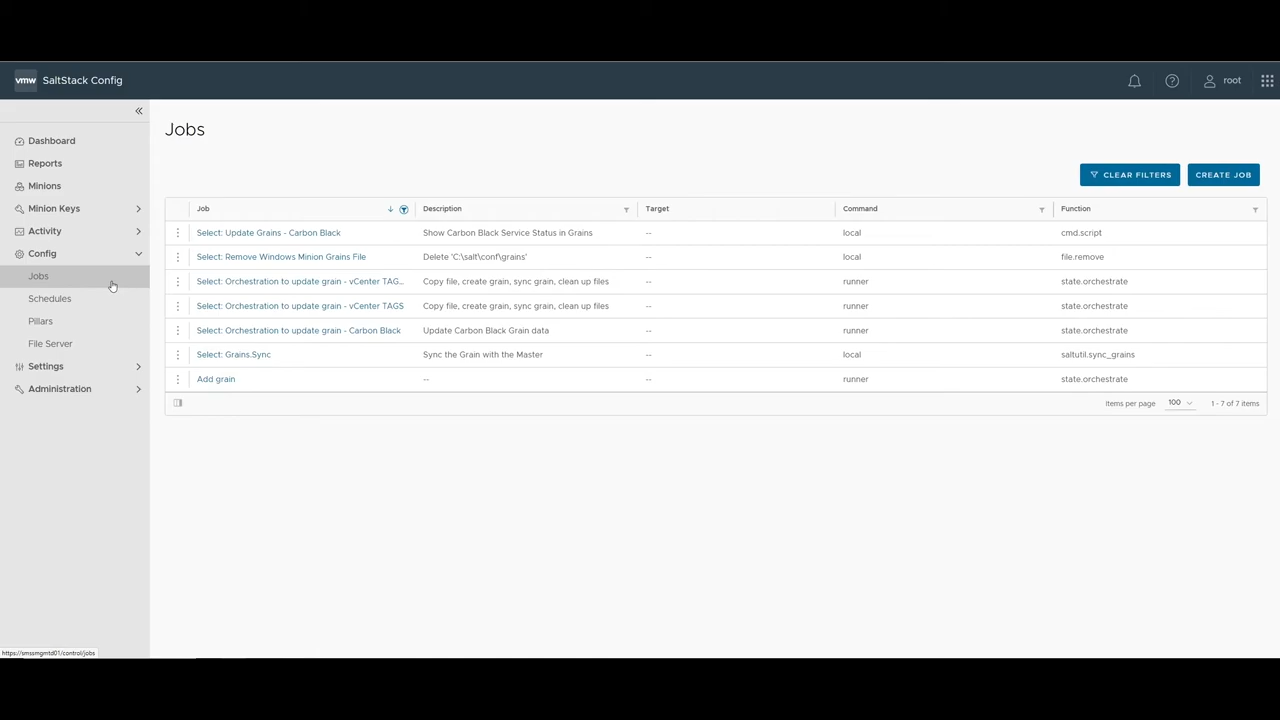 vmw SaltStack Config
root
Dashboard
Reports
Minions
Minion Keys
Activity
Config
Jobs
Schedules
Pillars
File Server
Settings
Administration
Jobs
CLEAR FILTERS CREATE JOB
Job Description Target Command Function
Select: Update Grains - Carbon Black Show Carbon Black Service Status in Grains -- local cmd.script
Select: Remove Windows Minion Grains File Delete 'C:\salt\conf\grains' -- local file.remove
Select: Orchestration to update grain - vCenter TAG... Copy file, create grain, sync grain, clean up files -- runner state.orchestrate
Select: Orchestration to update grain - vCenter TAGS Copy file, create grain, sync grain, clean up files -- runner state.orchestrate
Select: Orchestration to update grain - Carbon Black Update Carbon Black Grain data -- runner state.orchestrate
Select: Grains.Sync Sync the Grain with the Master -- local saltutil.sync_grains
Add grain -- -- runner state.orchestrate
Items per page 100 1 - 7 of 7 items
https://smssmgmtd01/control/jobs